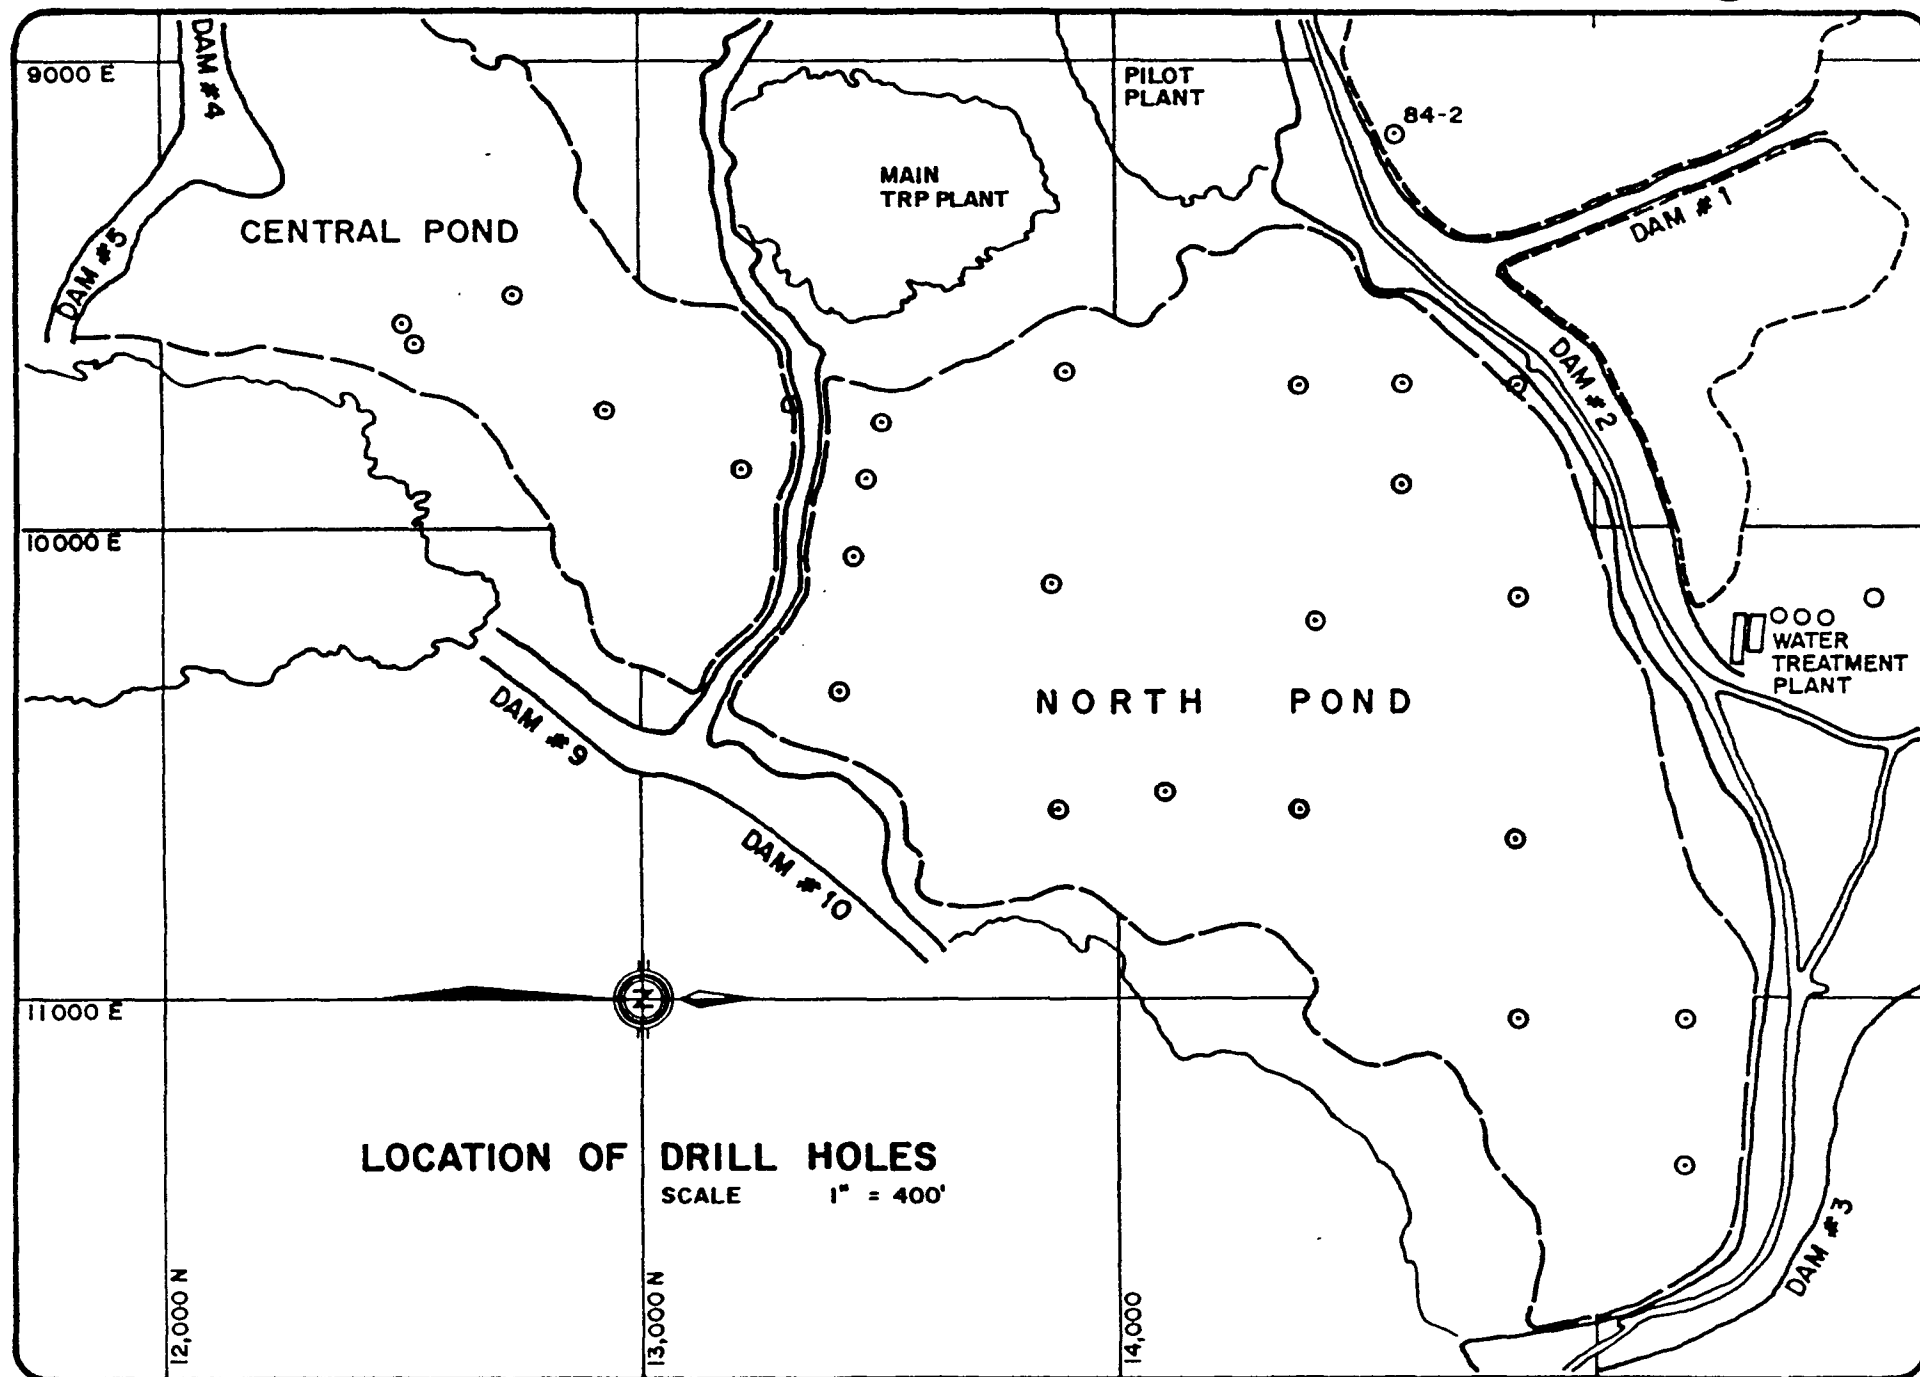 9000 E
DAM #4
PILOT
PLANT
84-2
MAIN
TRP PLANT
DAM # 1
CENTRAL POND
DAM #5
DAM #2
10000 E
WATER
TREATMENT
PLANT
NORTH POND
DAM #9
DAM # 10
11000 E
N
LOCATION OF DRILL HOLES
SCALE 1" = 400'
DAM #3
12,000 N
13,000 N
14,000